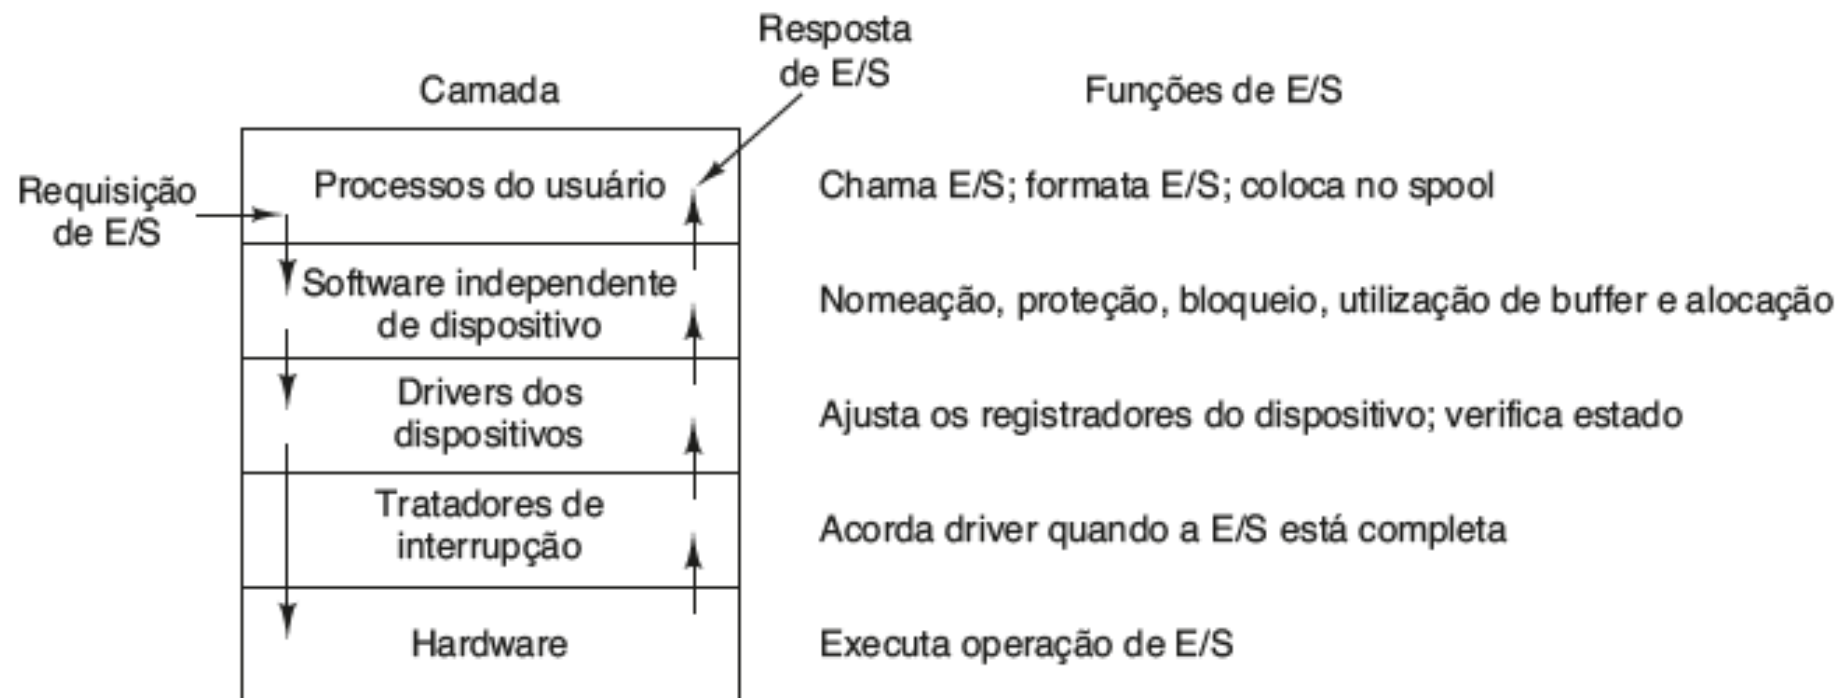 Resposta
de E/S
Camada
Funções de E/S
Requisição
de E/S
Processos do usuário
Chama E/S; formata E/S; coloca no spool
Software independente
de dispositivo
Nomeação, proteção, bloqueio, utilização de buffer e alocação
Drivers dos
dispositivos
Ajusta os registradores do dispositivo; verifica estado
Tratadores de
interrupção
Acorda driver quando a E/S está completa
Hardware
Executa operação de E/S